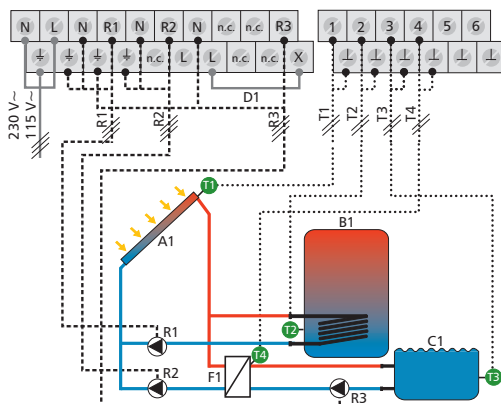 N L N R1 N R2 N n.c. n.c. R3
1 2 3 4 5 6
n.c. L L n.c. n.c. X
D1
230 V~
115 V~
R1
R2
R3
T1
T2
T3
T4
T1
A1
B1
T2
R1
T4
C1
F1
T3
R2
R3